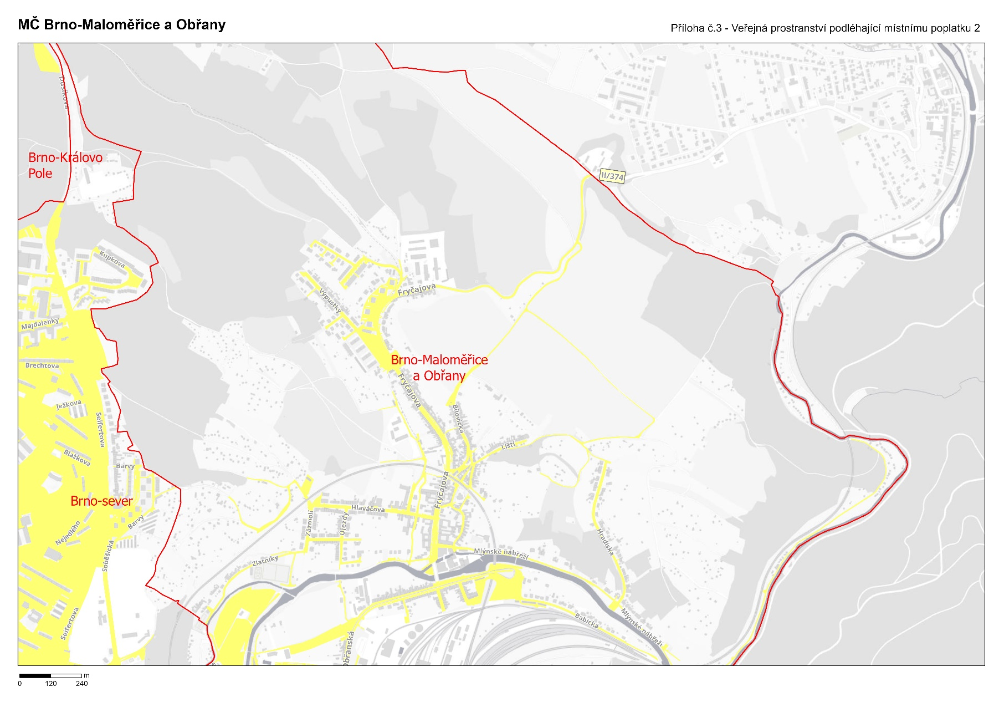 MČ Brno-Maloměřice a Obřany
Příloha č.3 - Veřejná prostranství podléhající místnímu poplatku 2
Dusíkova
Brno-Královo
Pole
II/374
Kupkova
Fryčajova
Výpustky
Majdalenky
Brno-Maloměřice
a Obřany
Brechtova
Fryčajova
Ježkova
Bílovická
Seifertova
Lištï
Blažkova
Barvy
Fryčajova
Brno-sever
Hlaváčova
Zázmolí
Újezdy
Barvy
Nejedlého
Hradiska
Soběšická
Mlýnské nábřeží
Zlatníky
Seifertova
Babická
Mlýnské nábřeží
Obřanská
m
0 120 240